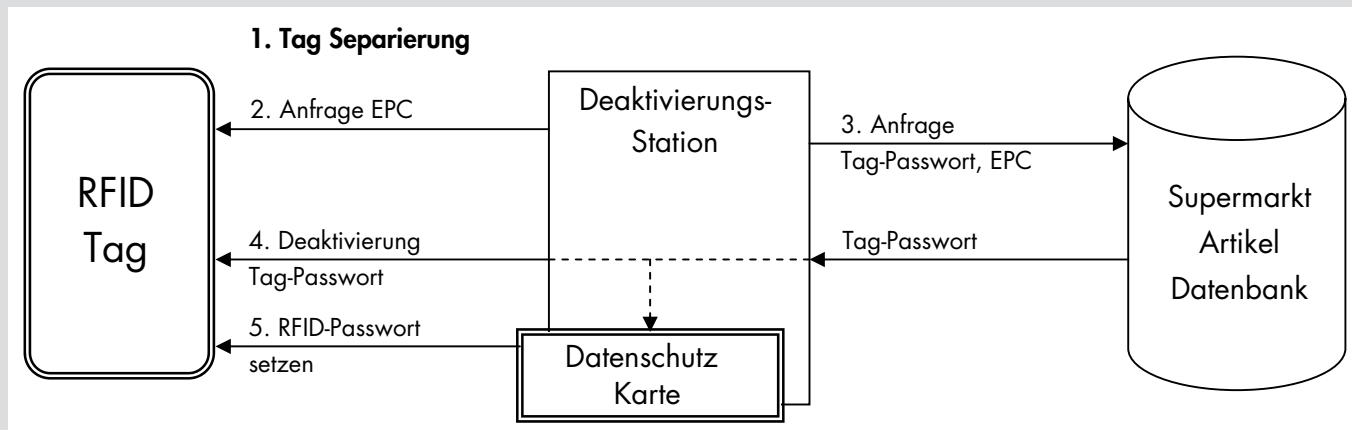 1. Tag Separierung
RFID
Tag
2. Anfrage EPC
Deaktivierungs-
Station
3. Anfrage
Tag-Passwort, EPC
Supermarkt
Artikel
Datenbank
4. Deaktivierung
Tag-Passwort
Tag-Passwort
5. RFID-Passwort
setzen
Datenschutz
Karte